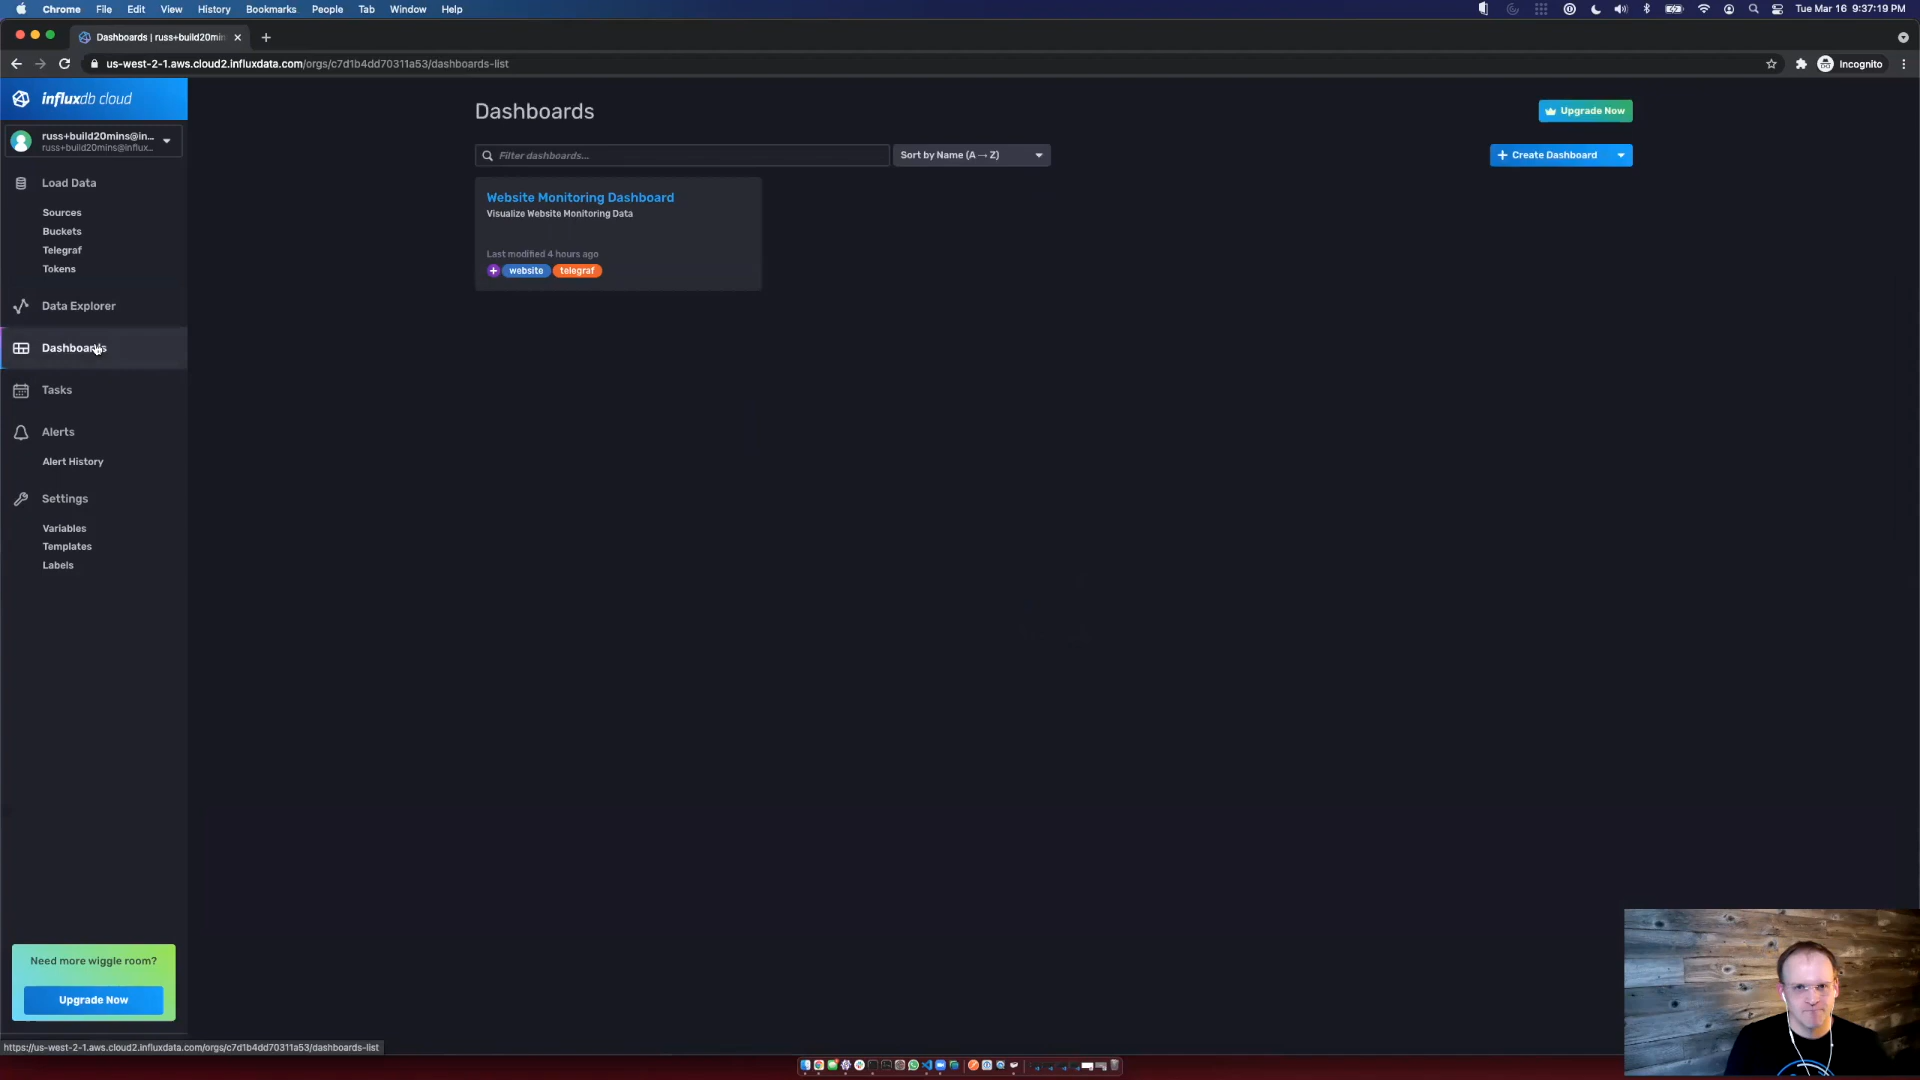 Chrome File Edit View History Bookmarks People Tab Window Help Tue Mar 16 9:37:19 PM
Dashboards | russ+build20min
us-west-2-1.aws.cloud2.influxdata.com/orgs/c7d1b4dd70311a53/dashboards-list Incognito
influxdb cloud
russ+build20mins@in...
russ+build20mins@influx...
Load Data
Sources
Buckets
Telegraf
Tokens
Data Explorer
Dashboards
Tasks
Alerts
Alert History
Settings
Variables
Templates
Labels
Need more wiggle room?
Upgrade Now
Dashboards
Upgrade Now
Filter dashboards...
Sort by Name (A→Z)
+ Create Dashboard
Website Monitoring Dashboard
Visualize Website Monitoring Data
Last modified 4 hours ago
+ website telegraf
https://us-west-2-1.aws.cloud2.influxdata.com/orgs/c7d1b4dd70311a53/dashboards-list